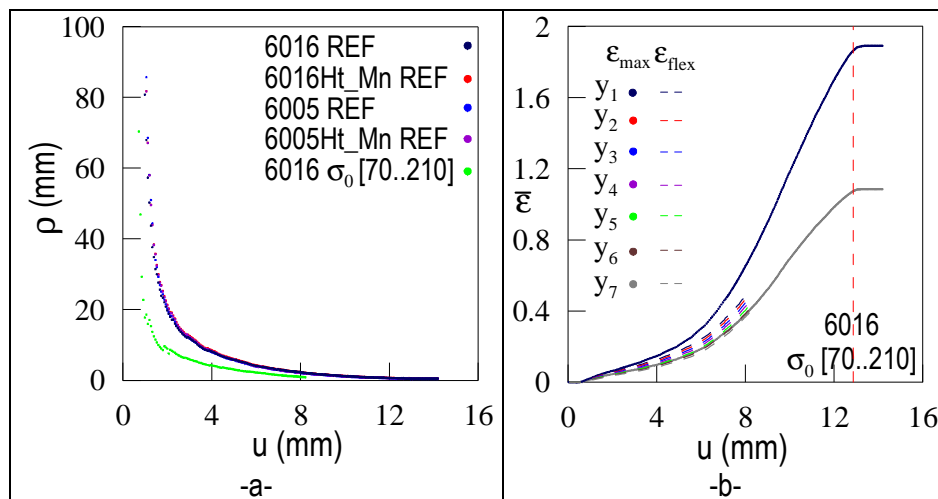 100
80
60
40
20
0
ρ (mm)
6016 REF
6016Ht_Mn REF
6005 REF
6005Ht_Mn REF
6016 σ0 [70..210]
0 4 8 12 16
u (mm)
-a-
2
1.6
1.2
0.8
0.4
0
ε̄
εmax εflex
y1
y2
y3
y4
y5
y6
y7
6016
σ0 [70..210]
0 4 8 12 16
u (mm)
-b-